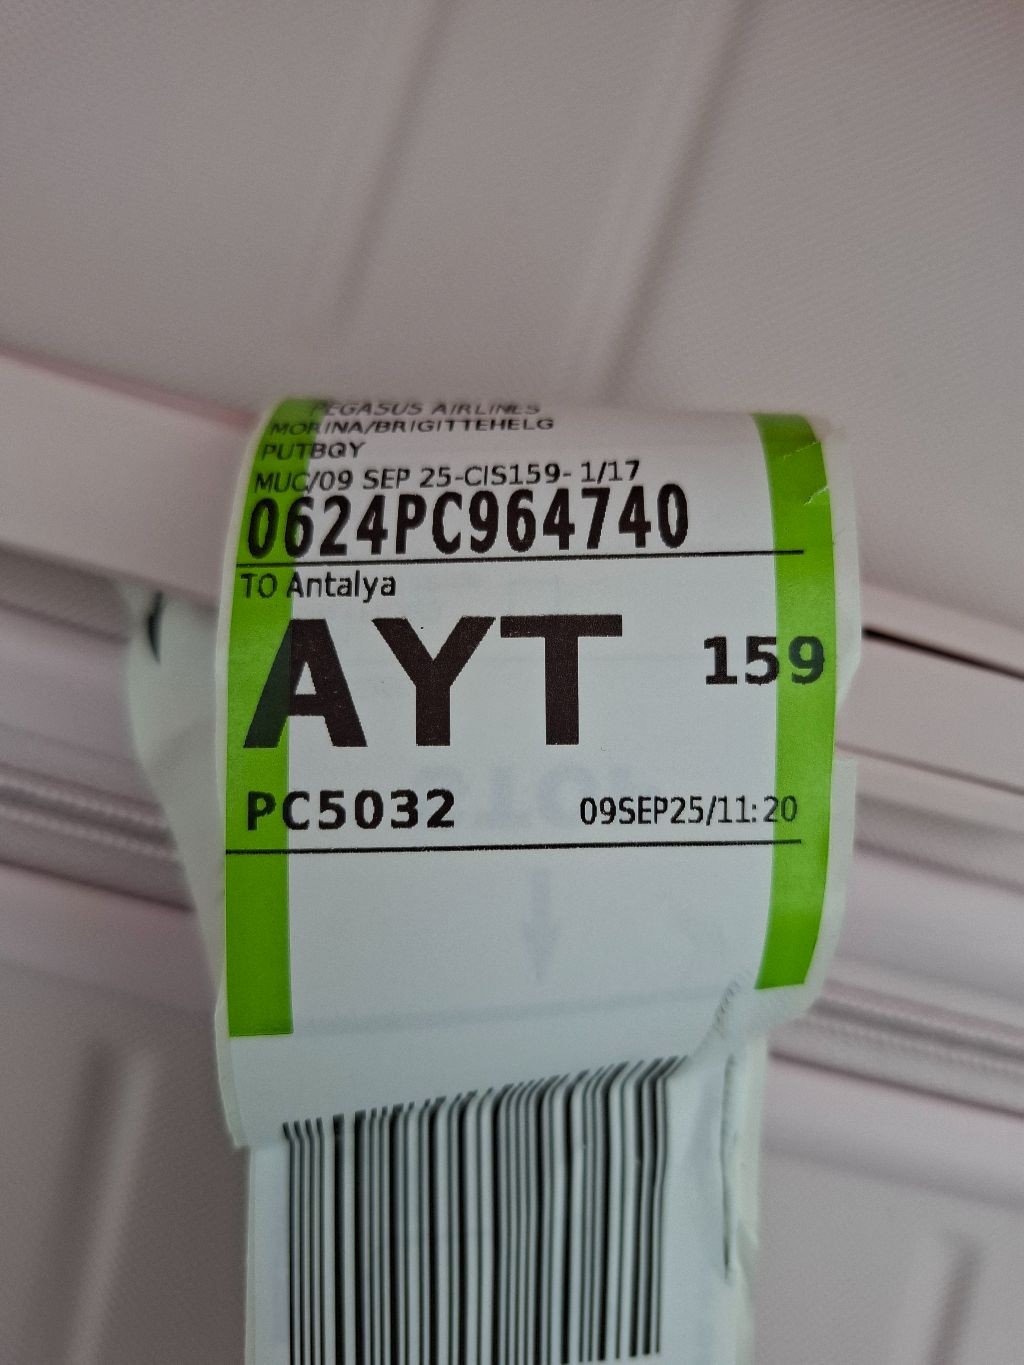 PEGASUS AIRLINES
MORINA/BRIGITTEHELG
PUTBQY
MUC/09 SEP 25-CIS159- 1/17
0624PC964740
TO Antalya
AYT 159
PC5032 09SEP25/11:20